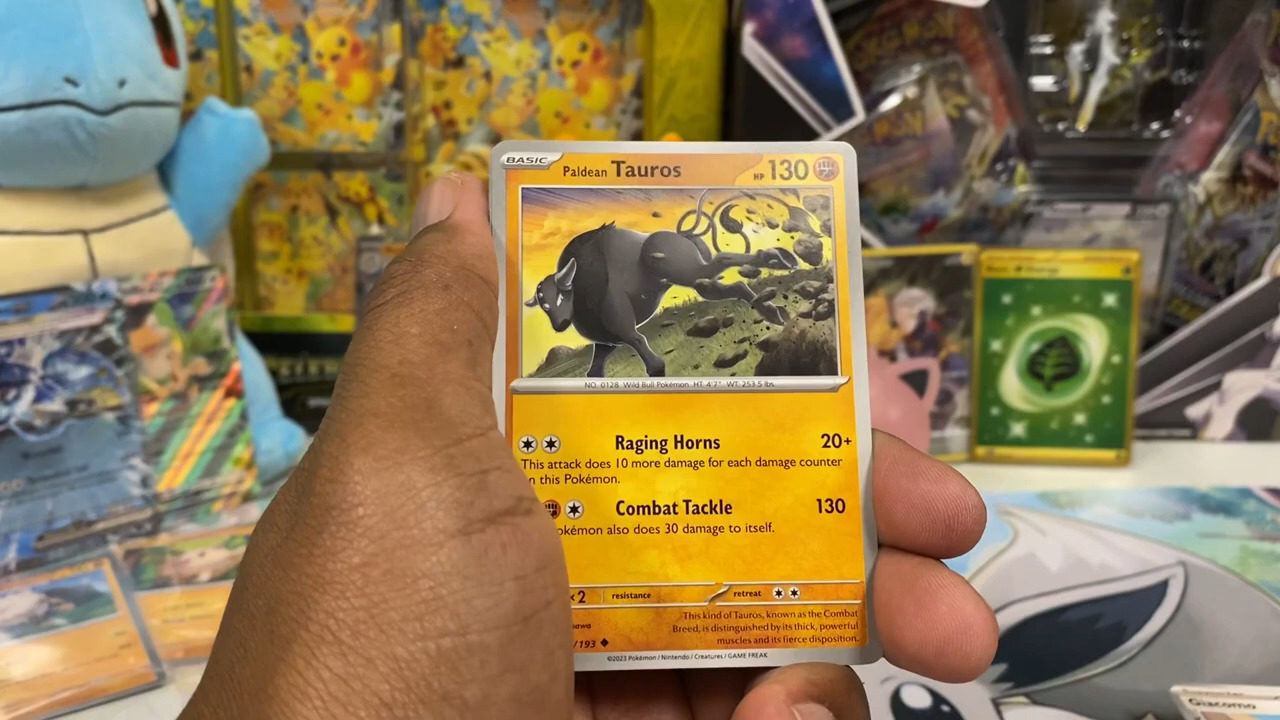 BASIC
Paldean Tauros
HP 130
NO. 0128 Wild Bull Pokémon HT: 4'7" WT: 253.5 lbs.
Raging Horns 20+
This attack does 10 more damage for each damage counter
this Pokémon.
Combat Tackle 130
okémon also does 30 damage to itself.
×2 resistance retreat
This kind of Tauros, known as the Combat
Breed, is distinguished by its thick, powerful
muscles and its fierce disposition.
/193
©2023 Pokémon / Nintendo / Creatures / GAME FREAK
Energy
POKÉMON
Giacomo